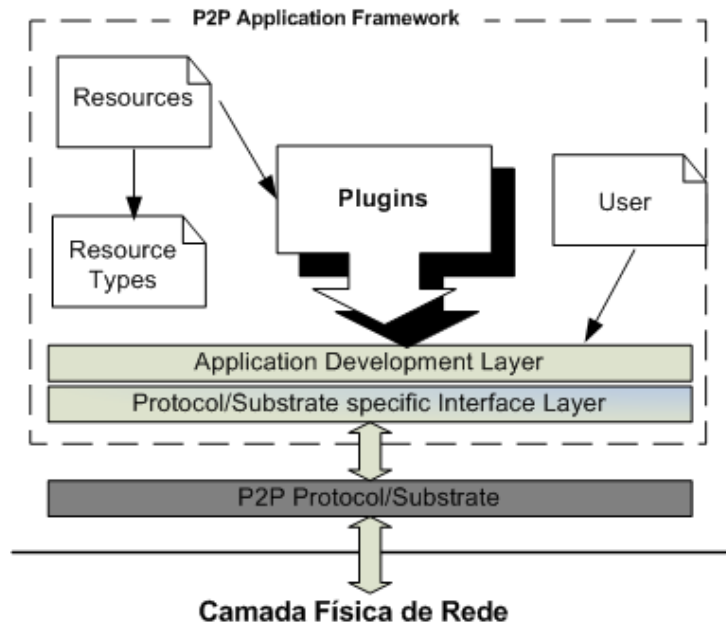 P2P Application Framework
Resources
Plugins
User
Resource
Types
Application Development Layer
Protocol/Substrate specific Interface Layer
P2P Protocol/Substrate
Camada Física de Rede